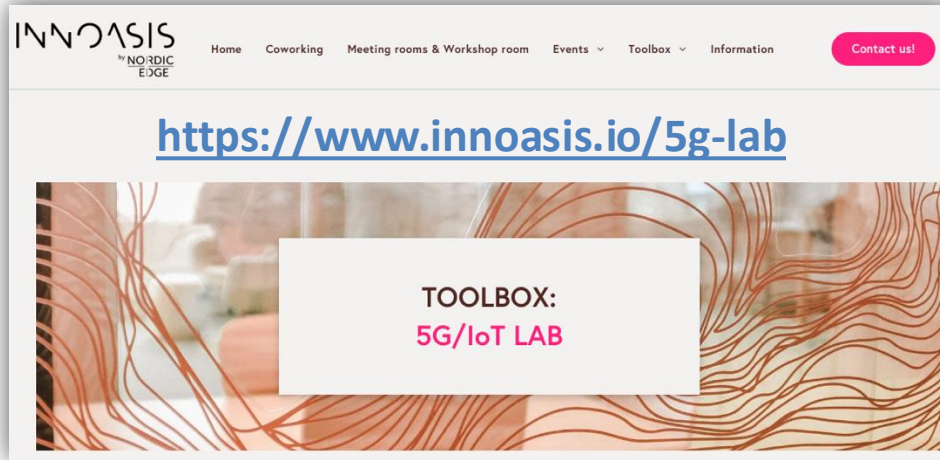 INNOASIS
by NORDIC
EDGE
Home Coworking Meeting rooms & Workshop room Events Toolbox Information Contact us!
https://www.innoasis.io/5g-lab
TOOLBOX:
5G/IoT LAB